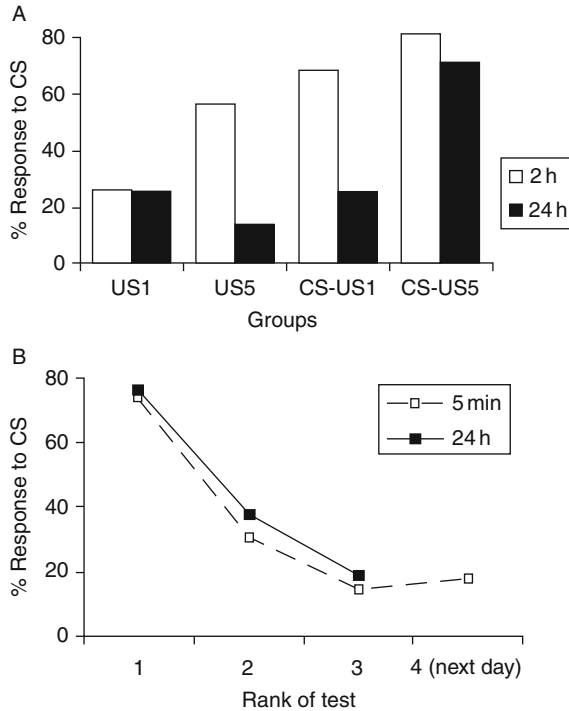 A
% Response to CS
80
60
40
20
0
US1 US5 CS-US1 CS-US5
Groups
2 h
24 h
B
% Response to CS
80
60
40
20
0
5 min
24 h
1 2 3 4 (next day)
Rank of test